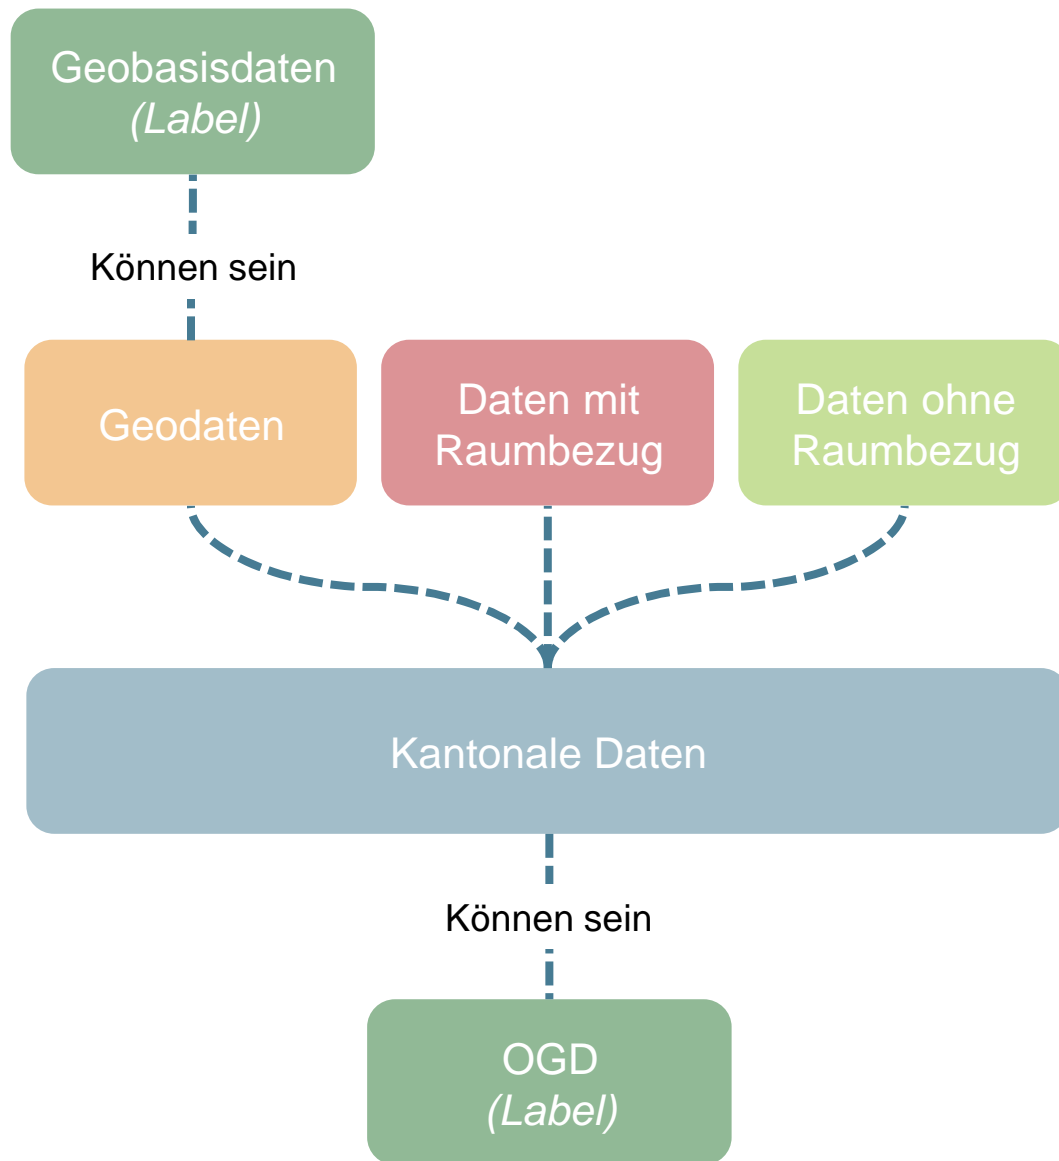 Geobasisdaten
(Label)
Können sein
Geodaten
Daten mit
Raumbezug
Daten ohne
Raumbezug
Kantonale Daten
Können sein
OGD
(Label)